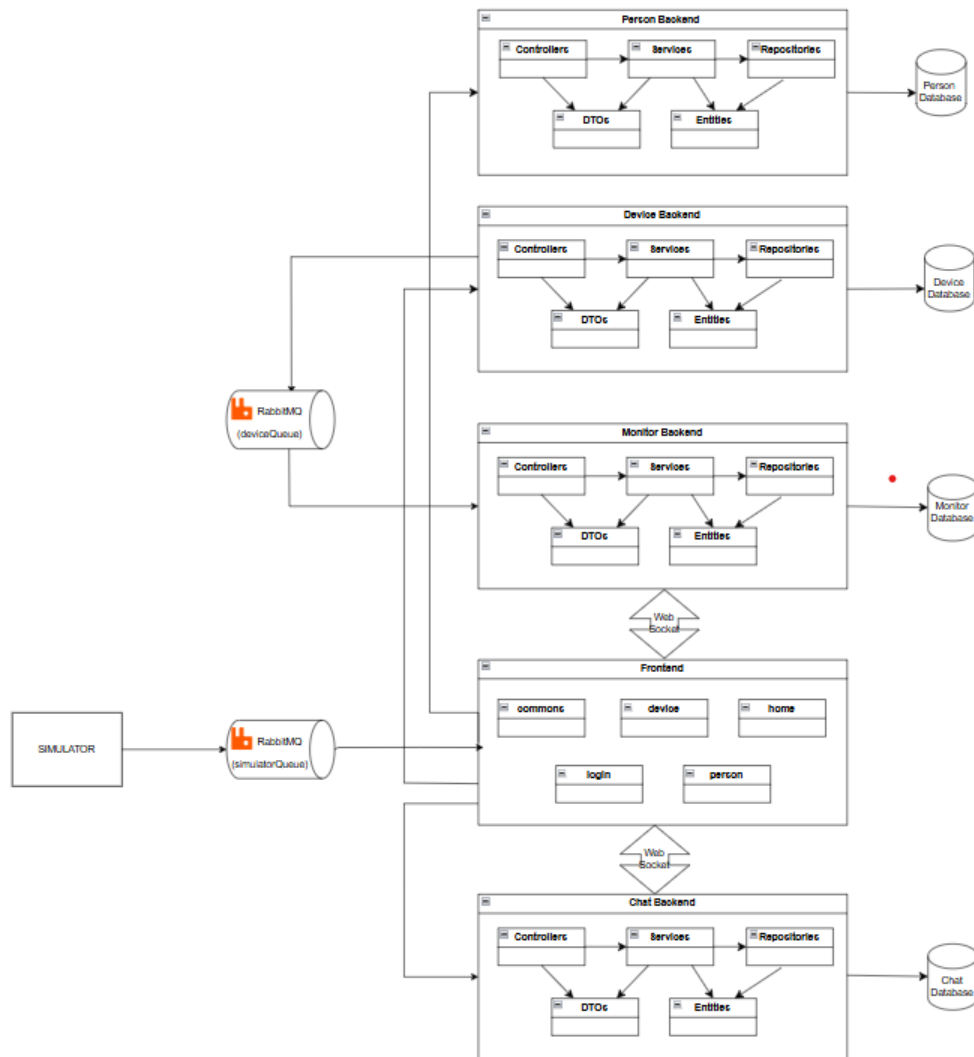 Person Backend
Controllers
Services
Repositories
DTOs
Entities
Person
Database
Device Backend
Controllers
Services
Repositories
DTOs
Entities
Device
Database
RabbitMQ
(deviceQueue)
Monitor Backend
Controllers
Services
Repositories
DTOs
Entities
Monitor
Database
Web
Socket
Frontend
commons
device
home
SIMULATOR
RabbitMQ
(simulatorQueue)
login
person
Web
Socket
Chat Backend
Controllers
Services
Repositories
DTOs
Entities
Chat
Database